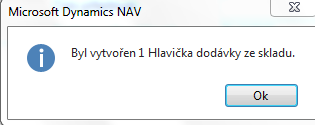 Microsoft Dynamics NAV
Byl vytvořen 1 Hlavička dodávky ze skladu.
Ok